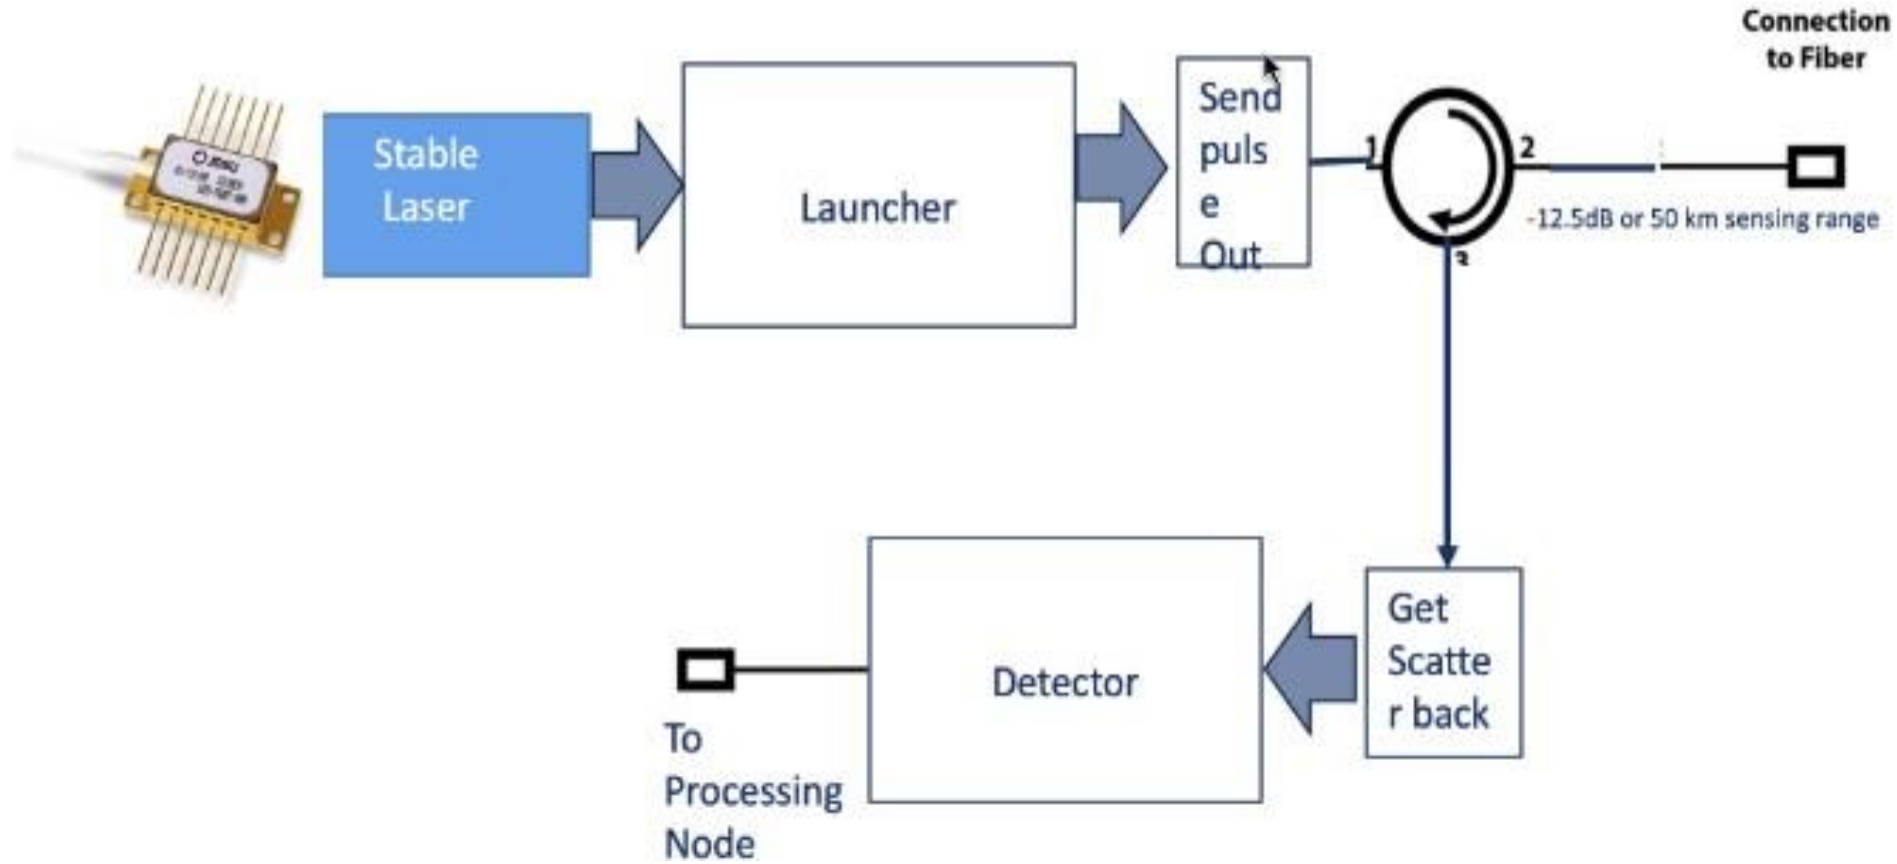 Connection
to Fiber
Stable
Laser
Launcher
Send
puls
e
Out
1
2
3
-12.5dB or 50 km sensing range
Get
Scatte
r back
Detector
To
Processing
Node